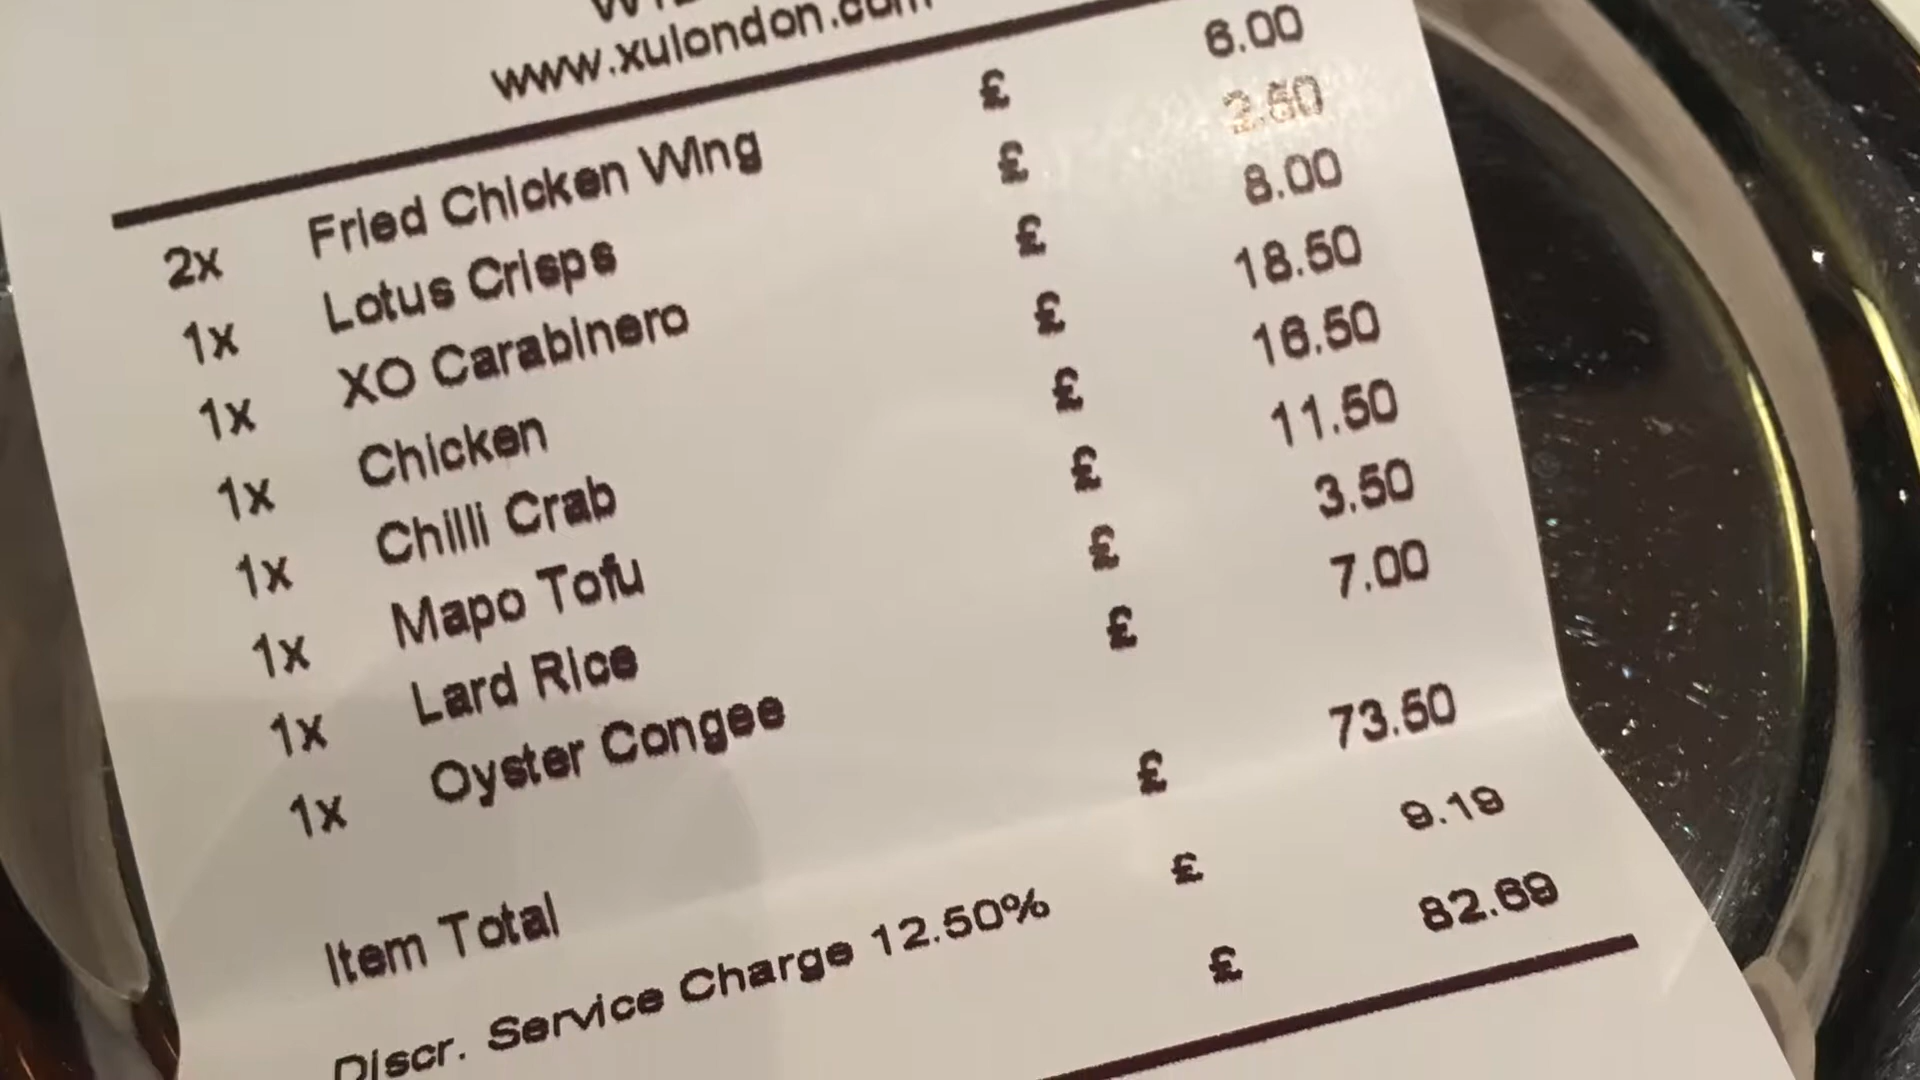 www.xulondon.com
2x Fried Chicken Wing £ 6.00
1x Lotus Crisps £ 2.50
1x XO Carabinero £ 8.00
1x Chicken £ 18.50
1x Chilli Crab £ 16.50
1x Mapo Tofu £ 11.50
1x Lard Rice £ 3.50
1x Oyster Congee £ 7.00
Item Total £ 73.50
Discr. Service Charge 12.50% £ 9.19
£ 82.69